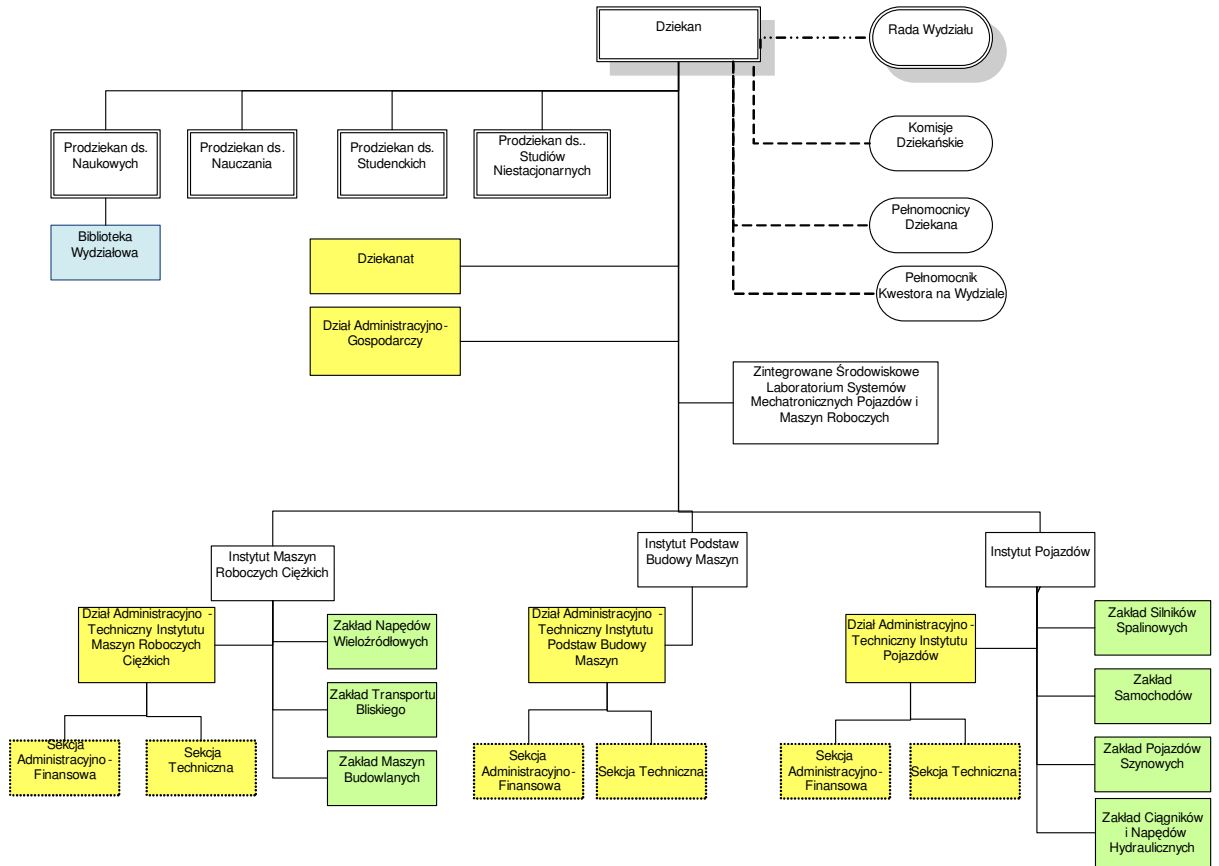 Dziekan
Rada Wydziału
Prodziekan ds.
Naukowych
Prodziekan ds.
Nauczania
Prodziekan ds.
Studenckich
Prodziekan ds..
Studiów
Niestacjonarnych
Komisje
Dziekańskie
Pełnomocnicy
Dziekana
Pełnomocnik
Kwestora na Wydziale
Biblioteka
Wydziałowa
Dziekanat
Dział Administracyjno-
Gospodarczy
Zintegrowane Środowiskowe
Laboratorium Systemów
Mechatronicznych Pojazdów i
Maszyn Roboczych
Instytut Maszyn
Roboczych Ciężkich
Instytut Podstaw
Budowy Maszyn
Instytut Pojazdów
Dział Administracyjno -
Techniczny Instytutu
Maszyn Roboczych
Ciężkich
Zakład Napędów
Wieloźródłowych
Zakład Transportu
Bliskiego
Zakład Maszyn
Budowlanych
Sekcja
Administracyjno-
Finansowa
Sekcja
Techniczna
Dział Administracyjno -
Techniczny Instytutu
Podstaw Budowy
Maszyn
Sekcja
Administracyjno-
Finansowa
Sekcja Techniczna
Dział Administracyjno -
Techniczny Instytutu
Pojazdów
Sekcja
Administracyjno-
Finansowa
Sekcja Techniczna
Zakład Silników
Spalinowych
Zakład
Samochodów
Zakład Pojazdów
Szynowych
Zakład Ciągników
i Napędów
Hydraulicznych